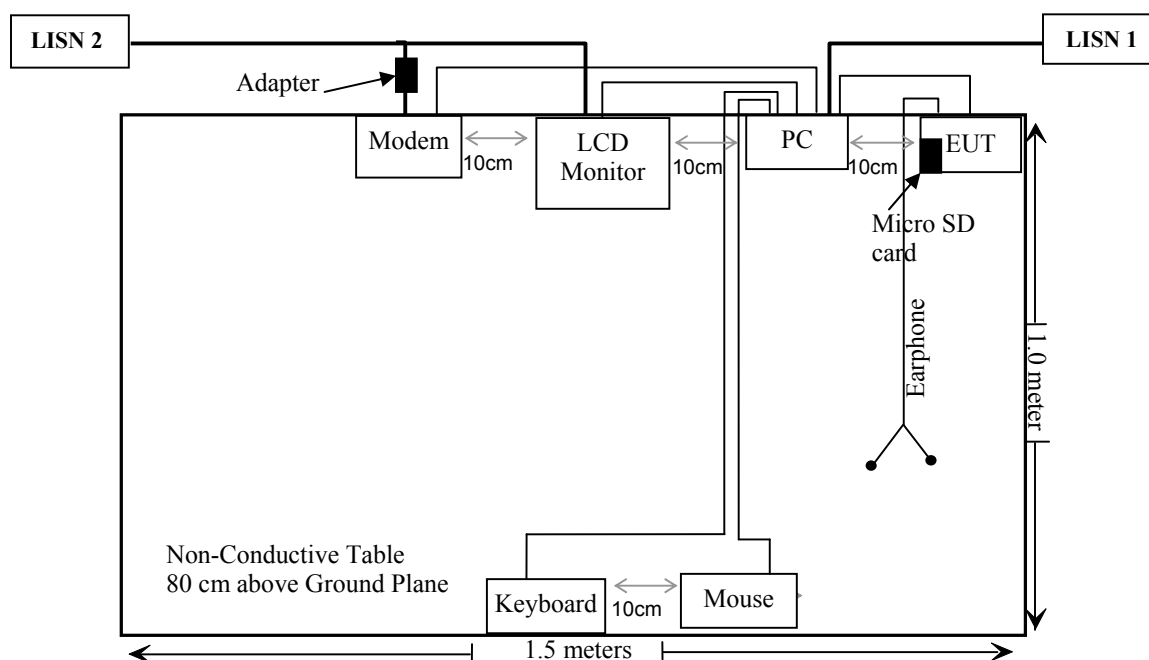 LISN 2
LISN 1
Adapter
Modem
10cm
LCD
Monitor
10cm
PC
10cm
EUT
Micro SD
card
Earphone
1.0 meter
Non-Conductive Table
80 cm above Ground Plane
Keyboard
10cm
Mouse
1.5 meters